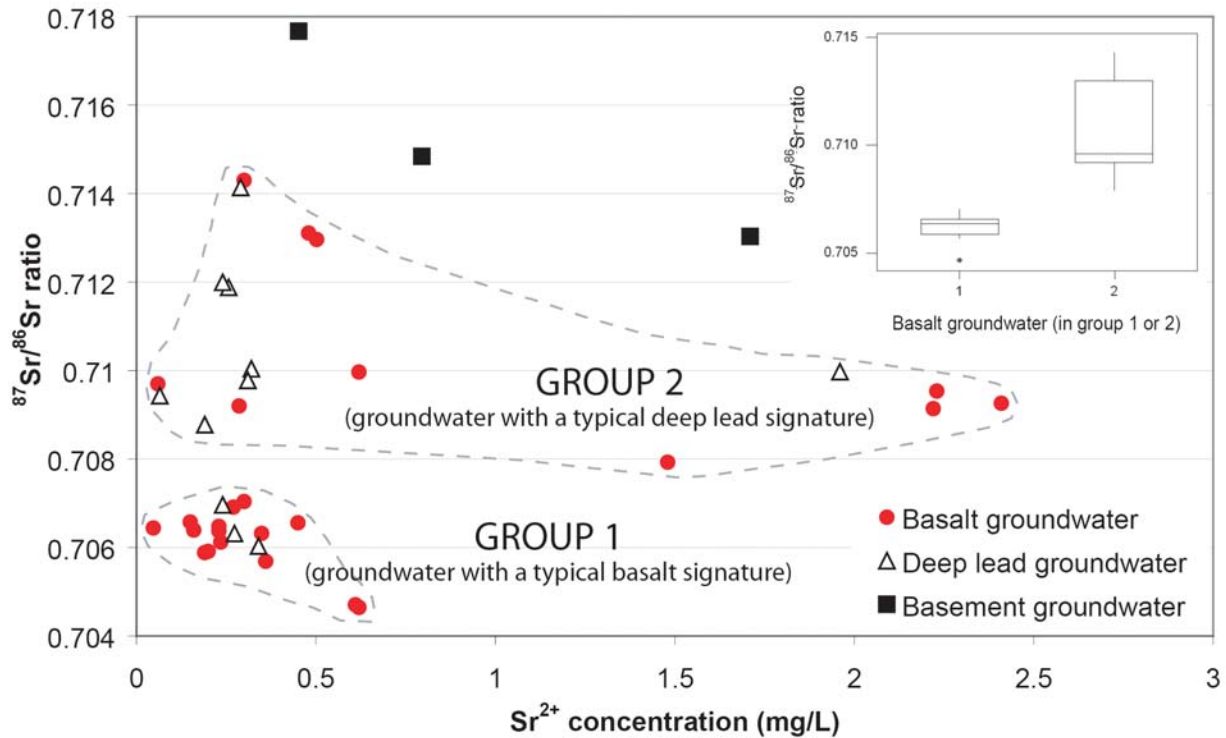 0.718
0.716
0.714
0.712
0.71
0.708
0.706
0.704
⁸⁷Sr/⁸⁶Sr ratio
0
0.5
1
1.5
2
2.5
3
Sr²⁺ concentration (mg/L)
GROUP 2
(groundwater with a typical deep lead signature)
GROUP 1
(groundwater with a typical basalt signature)
Basalt groundwater
Deep lead groundwater
Basement groundwater
0.715
0.710
0.705
⁸⁷Sr/⁸⁶Sr-ratio
1
2
Basalt groundwater (in group 1 or 2)